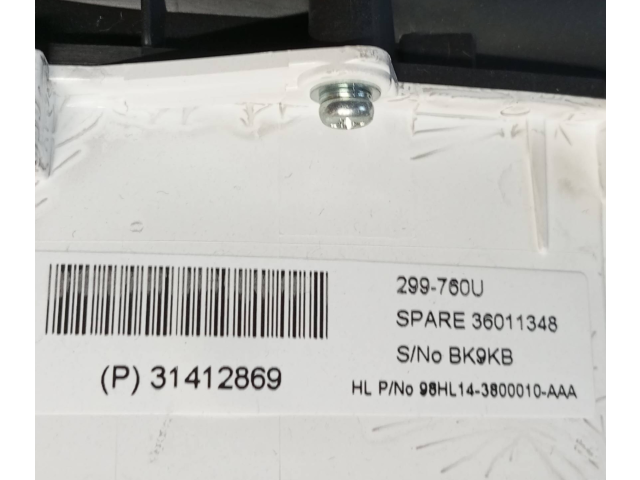 299-760U
SPARE 36011348
S/No BK9KB
(P) 31412869
HL P/No 98HL14-3800010-AAA